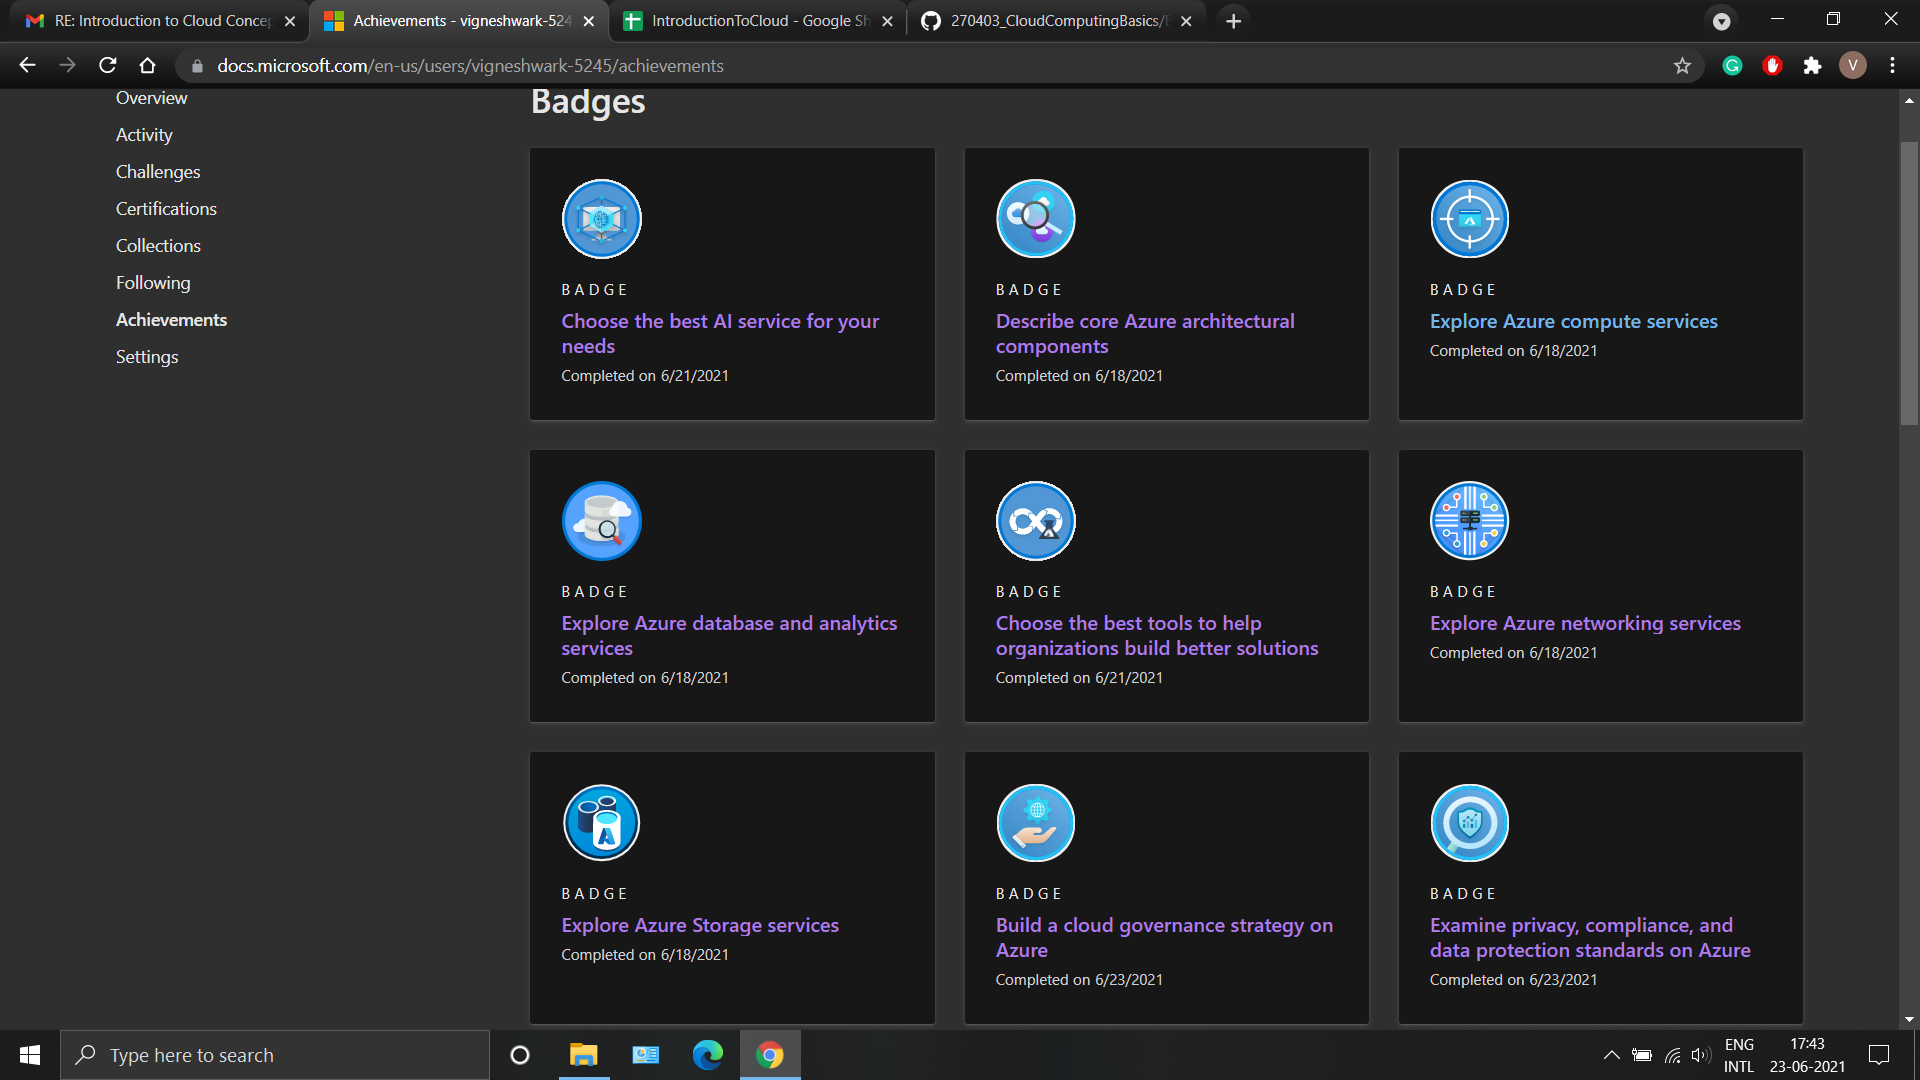 RE: Introduction to Cloud Concep
Achievements - vigneshwark-524
IntroductionToCloud - Google Sh
270403_CloudComputingBasics/E
docs.microsoft.com/en-us/users/vigneshwark-5245/achievements
V
Overview
Activity
Challenges
Certifications
Collections
Following
Achievements
Settings
Badges
BADGE
Choose the best AI service for your
needs
Completed on 6/21/2021
BADGE
Describe core Azure architectural
components
Completed on 6/18/2021
BADGE
Explore Azure compute services
Completed on 6/18/2021
BADGE
Explore Azure database and analytics
services
Completed on 6/18/2021
BADGE
Choose the best tools to help
organizations build better solutions
Completed on 6/21/2021
BADGE
Explore Azure networking services
Completed on 6/18/2021
BADGE
Explore Azure Storage services
Completed on 6/18/2021
BADGE
Build a cloud governance strategy on
Azure
Completed on 6/23/2021
BADGE
Examine privacy, compliance, and
data protection standards on Azure
Completed on 6/23/2021
Type here to search
ENG
INTL
17:43
23-06-2021